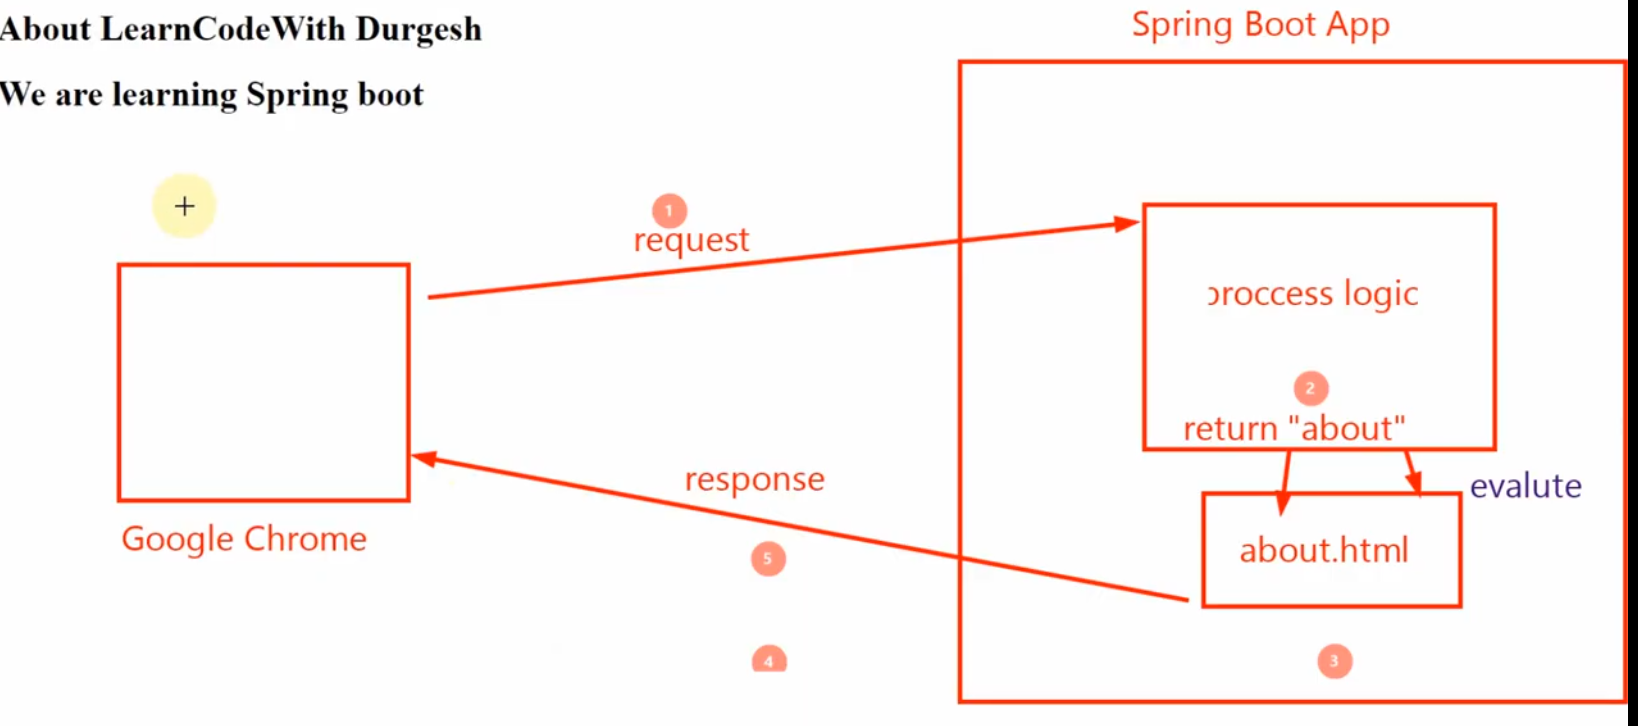 About LearnCodeWith Durgesh
We are learning Spring boot
Spring Boot App
1
request
proccess logic
2
return "about"
response
evalute
about.html
Google Chrome
5
4
3